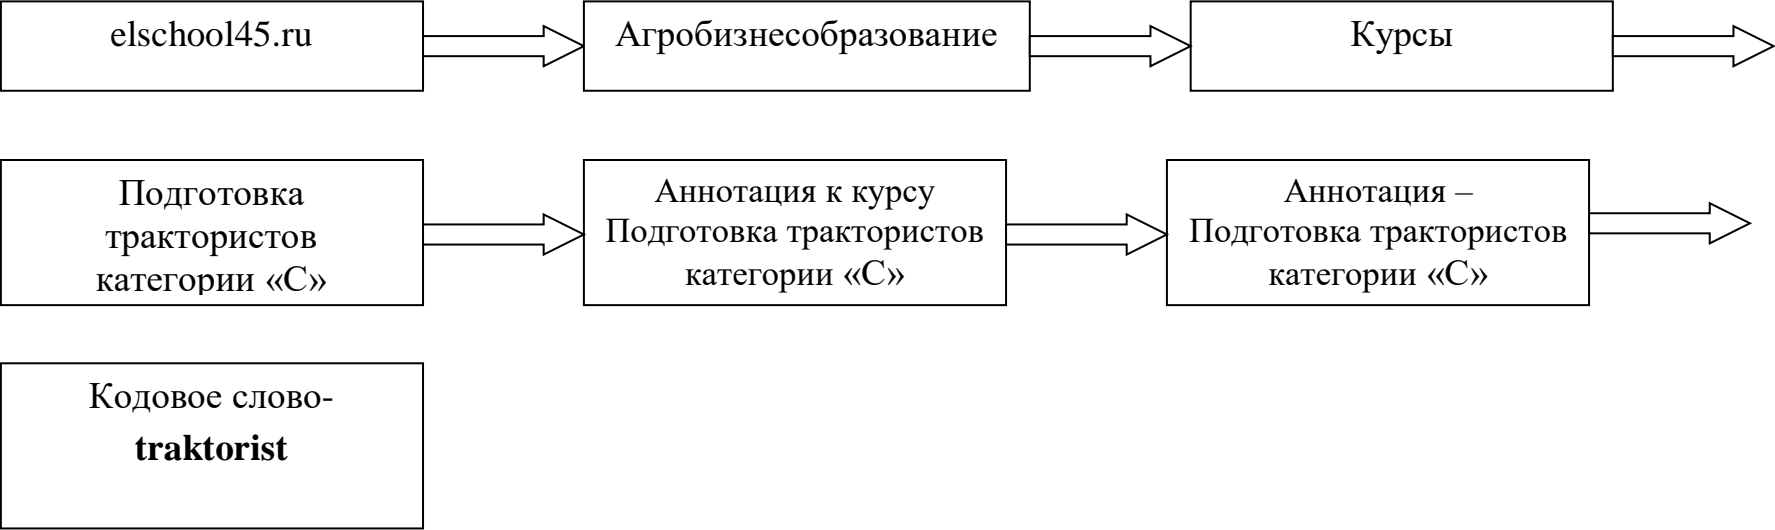 elschool45.ru
Агробизнесобразование
Курсы
Подготовка
трактористов
категории «С»
Аннотация к курсу
Подготовка трактористов
категории «С»
Аннотация –
Подготовка трактористов
категории «С»
Кодовое слово-
traktorist